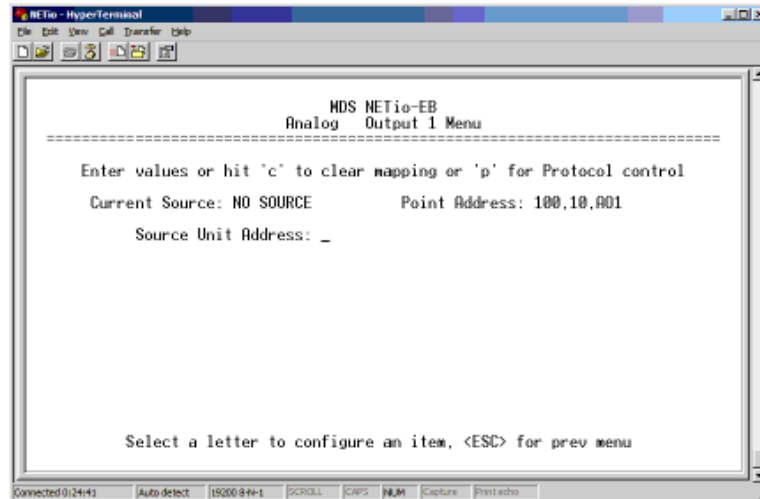 NETio - HyperTerminal
File Edit View Call Transfer Help
MDS NETio-EB
Analog Output 1 Menu
================================================================================
Enter values or hit 'c' to clear mapping or 'p' for Protocol control
Current Source: NO SOURCE Point Address: 100,10,AO1
Source Unit Address: _
Select a letter to configure an item, <ESC> for prev menu
Connected 0:24:41 Auto detect 19200 8-N-1 SCROLL CAPS NUM Capture Print echo